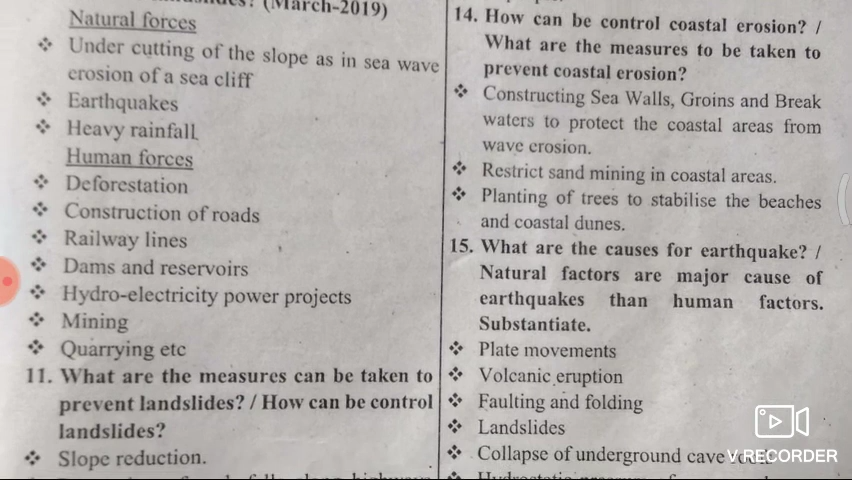 (March-2019)
Natural forces
❖ Under cutting of the slope as in sea wave
erosion of a sea cliff
❖ Earthquakes
❖ Heavy rainfall
Human forces
❖ Deforestation
❖ Construction of roads
❖ Railway lines
❖ Dams and reservoirs
❖ Hydro-electricity power projects
❖ Mining
❖ Quarrying etc
11. What are the measures can be taken to
prevent landslides? / How can be control
landslides?
❖ Slope reduction.
14. How can be control coastal erosion? /
What are the measures to be taken to
prevent coastal erosion?
❖ Constructing Sea Walls, Groins and Break
waters to protect the coastal areas from
wave erosion.
❖ Restrict sand mining in coastal areas.
❖ Planting of trees to stabilise the beaches
and coastal dunes.
15. What are the causes for earthquake? /
Natural factors are major cause of
earthquakes than human factors.
Substantiate.
❖ Plate movements
❖ Volcanic eruption
❖ Faulting and folding
❖ Landslides
❖ Collapse of underground cave
V RECORDER